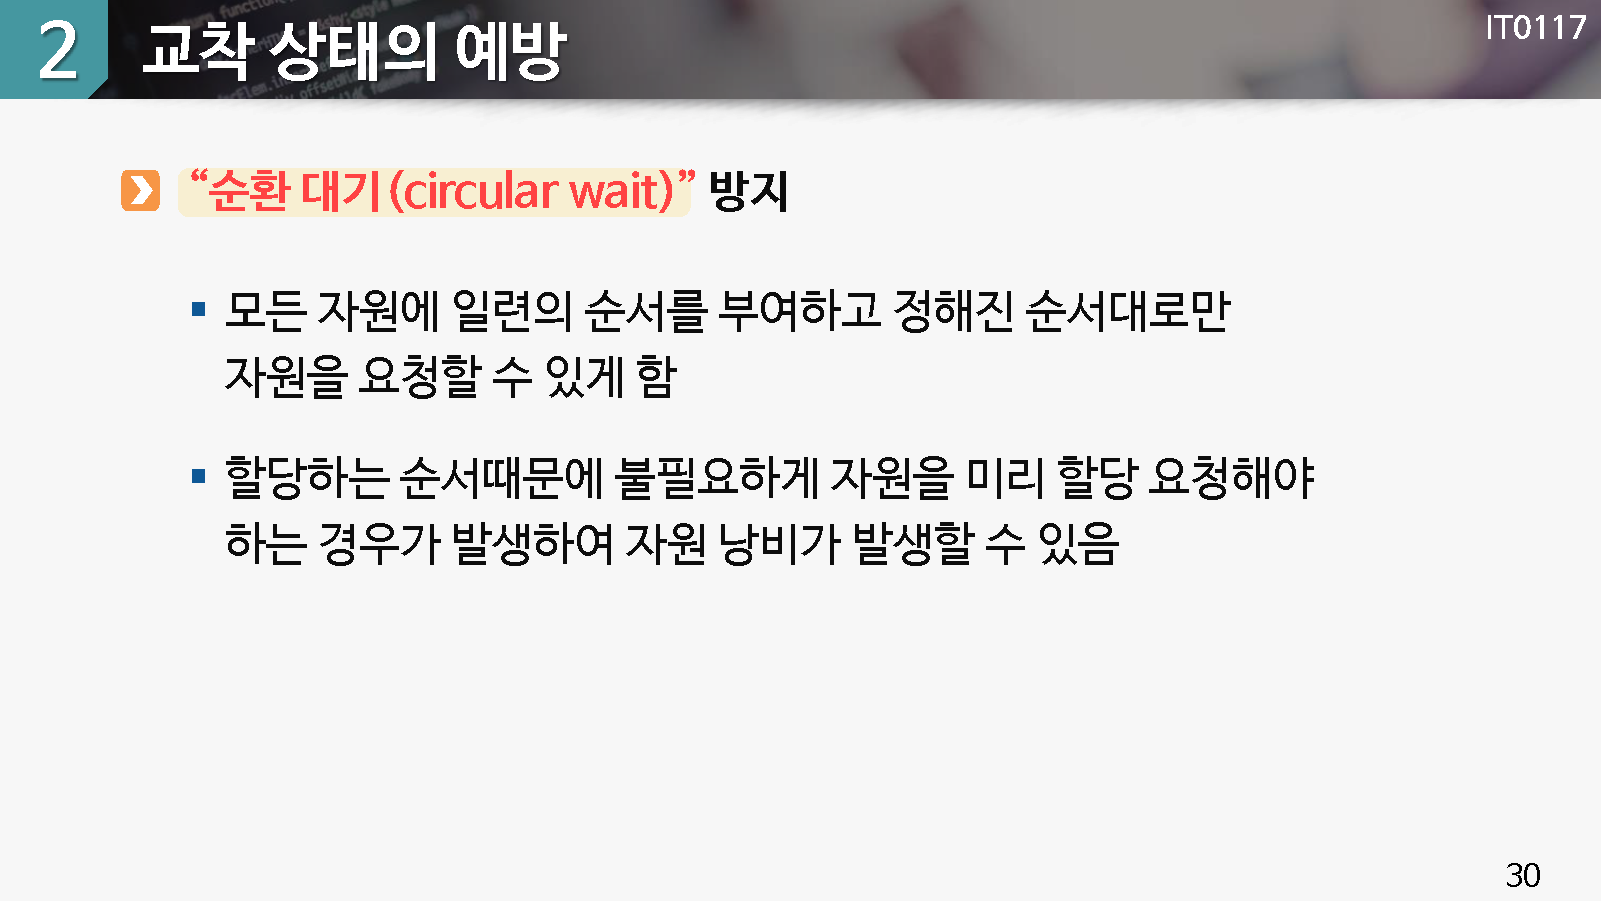 2 교착 상태의 예방
IT0117
“순환 대기(circular wait)” 방지
▪ 모든 자원에 일련의 순서를 부여하고 정해진 순서대로만
자원을 요청할 수 있게 함
▪ 할당하는 순서때문에 불필요하게 자원을 미리 할당 요청해야
하는 경우가 발생하여 자원 낭비가 발생할 수 있음
30